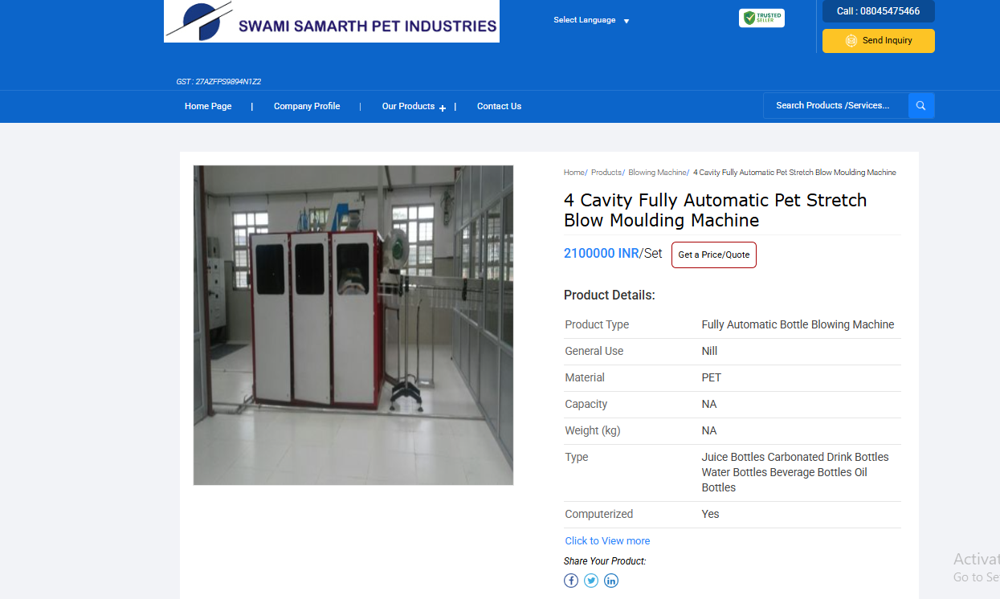 SWAMI SAMARTH PET INDUSTRIES
Select Language
TRUSTED
SELLER
Call : 08045475466
Send Inquiry
GST : 27AZFPS9894N1Z2
Home Page | Company Profile | Our Products + | Contact Us
Search Products /Services...
Home/ Products/ Blowing Machine/ 4 Cavity Fully Automatic Pet Stretch Blow Moulding Machine
4 Cavity Fully Automatic Pet Stretch
Blow Moulding Machine
2100000 INR/Set
Get a Price/Quote
Product Details:
Product Type Fully Automatic Bottle Blowing Machine
General Use Nill
Material PET
Capacity NA
Weight (kg) NA
Type Juice Bottles Carbonated Drink Bottles
Water Bottles Beverage Bottles Oil
Bottles
Computerized Yes
Click to View more
Share Your Product:
f in
Activat
Go to Se